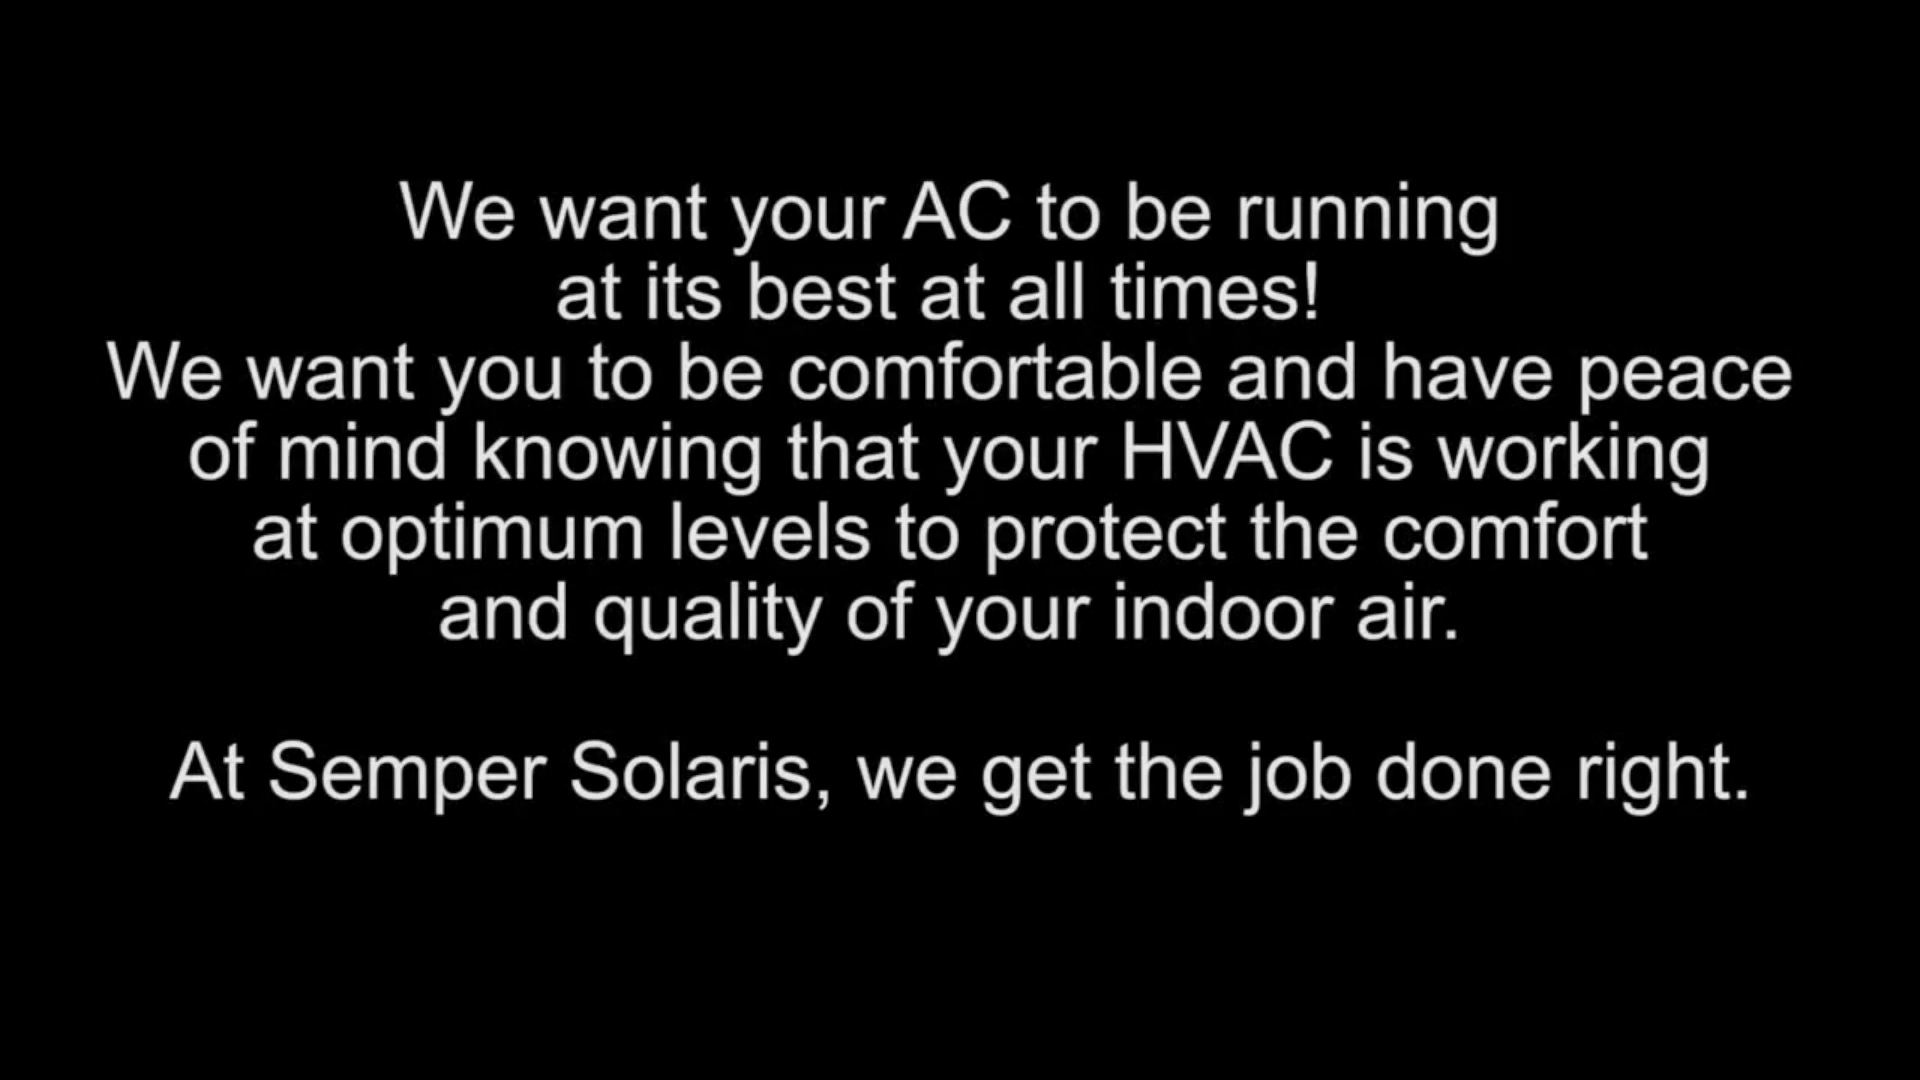 We want your AC to be running
at its best at all times!
We want you to be comfortable and have peace
of mind knowing that your HVAC is working
at optimum levels to protect the comfort
and quality of your indoor air.
At Semper Solaris, we get the job done right.